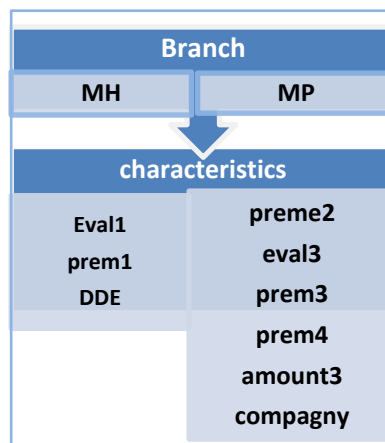 Branch
MH
MP
characteristics
Eval1
prem1
DDE
preme2
eval3
prem3
prem4
amount3
compagny